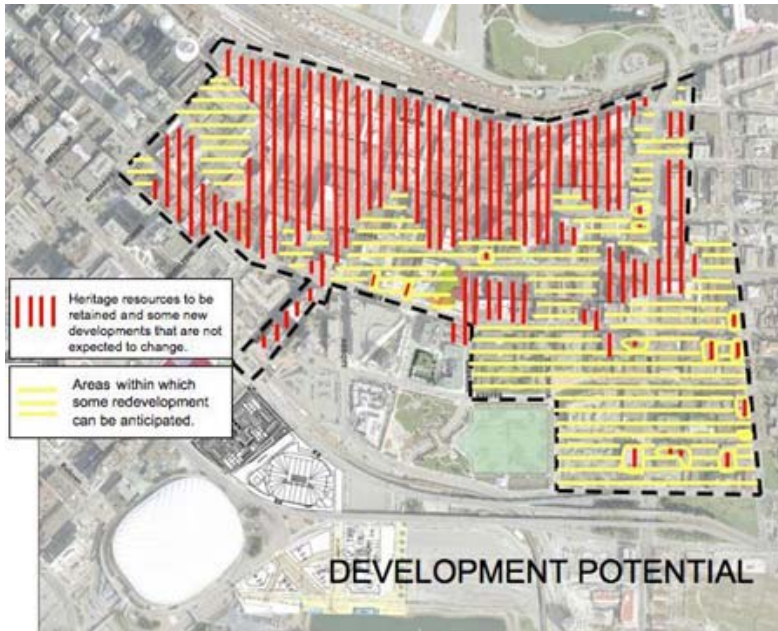 Heritage resources to be
retained and some new
developments that are not
expected to change.
Areas within which
some redevelopment
can be anticipated.
DEVELOPMENT POTENTIAL